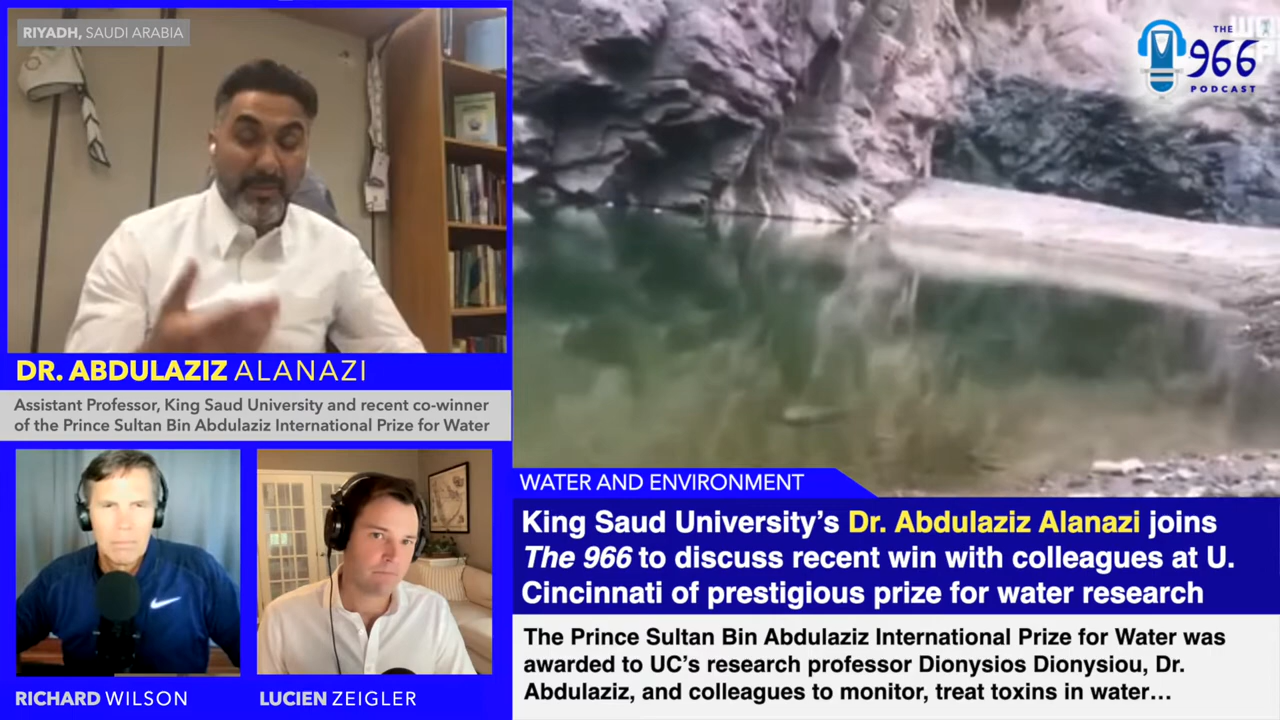 RIYADH, SAUDI ARABIA
DR. ABDULAZIZ ALANAZI
Assistant Professor, King Saud University and recent co-winner
of the Prince Sultan Bin Abdulaziz International Prize for Water
RICHARD WILSON
LUCIEN ZEIGLER
THE
966
PODCAST
WATER AND ENVIRONMENT
King Saud University's Dr. Abdulaziz Alanazi joins
The 966 to discuss recent win with colleagues at U.
Cincinnati of prestigious prize for water research
The Prince Sultan Bin Abdulaziz International Prize for Water was
awarded to UC's research professor Dionysios Dionysiou, Dr.
Abdulaziz, and colleagues to monitor, treat toxins in water...